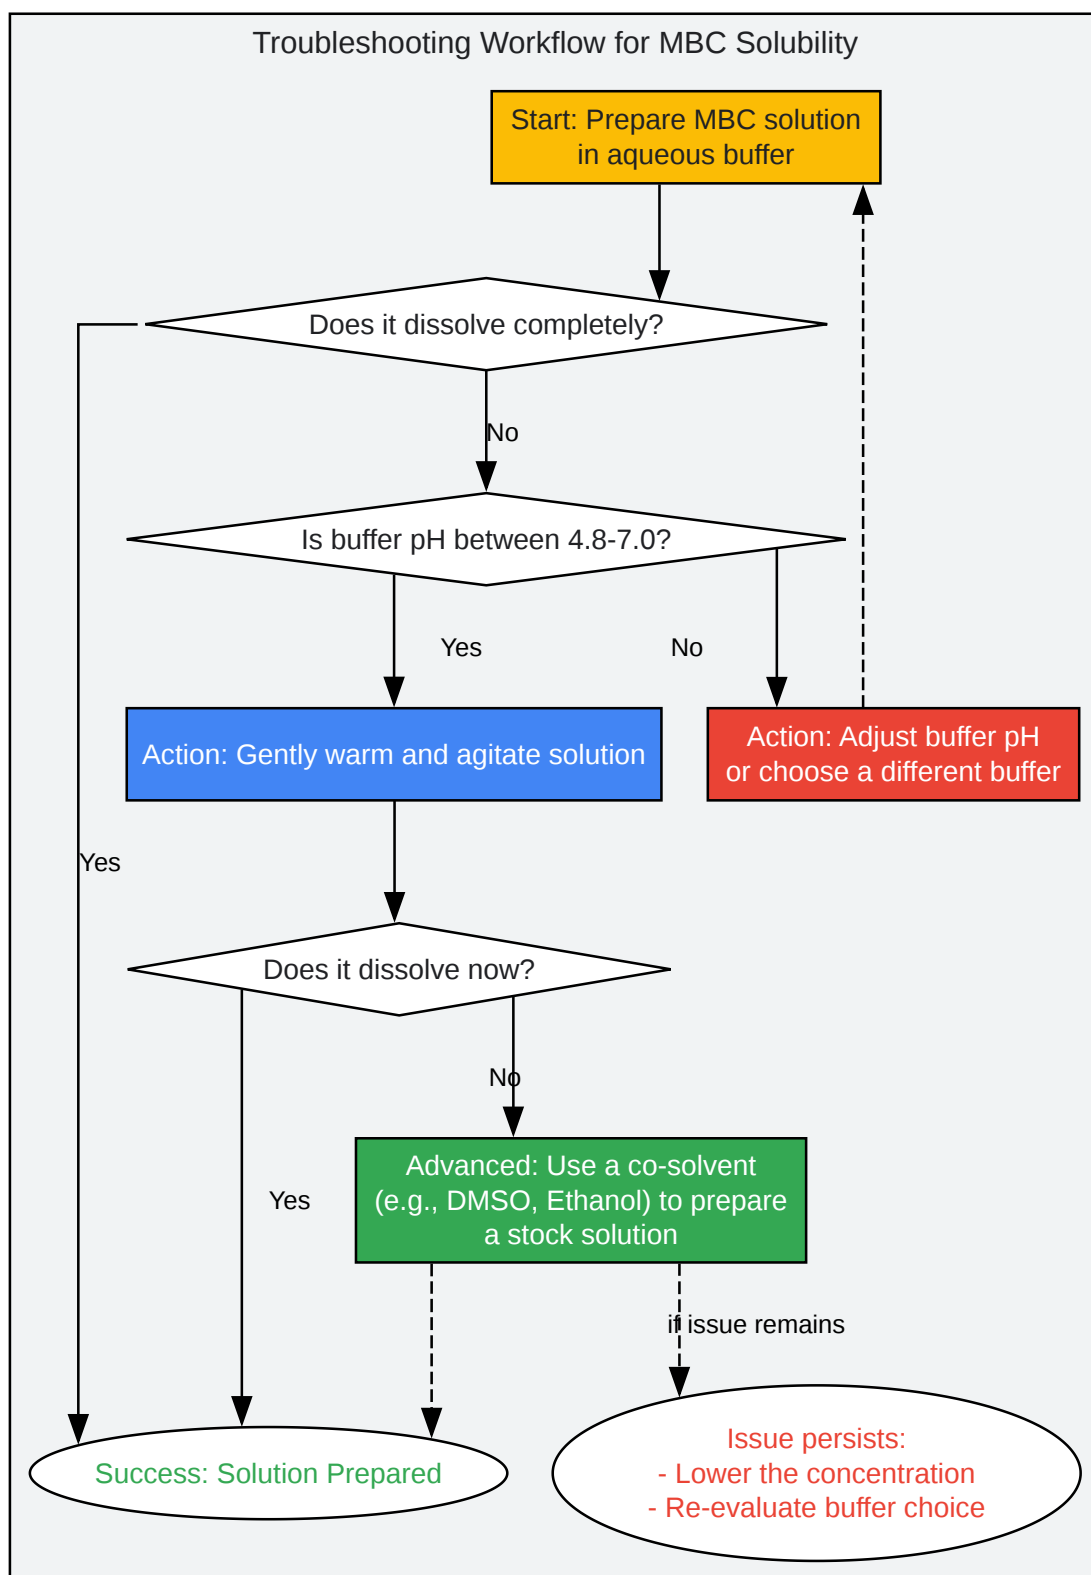 Troubleshooting Workflow for MBC Solubility
Start: Prepare MBC solution
in aqueous buffer
Does it dissolve completely?
No
Is buffer pH between 4.8-7.0?
Yes
No
Action: Gently warm and agitate solution
Action: Adjust buffer pH
or choose a different buffer
Yes
Does it dissolve now?
No
Advanced: Use a co-solvent
(e.g., DMSO, Ethanol) to prepare
a stock solution
Yes
if issue remains
Success: Solution Prepared
Issue persists:
- Lower the concentration
- Re-evaluate buffer choice